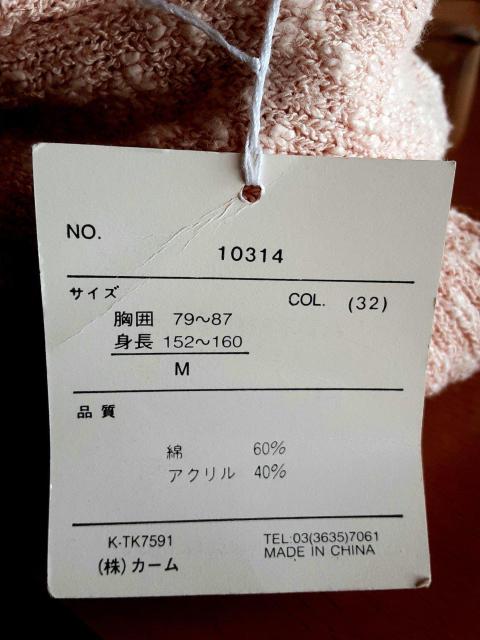 NO.
10314
サイズ
COL. (32)
胸囲 79〜87
身長 152〜160
M
品質
綿 60%
アクリル 40%
K-TK7591
TEL:03(3635)7061
(株)カーム
MADE IN CHINA